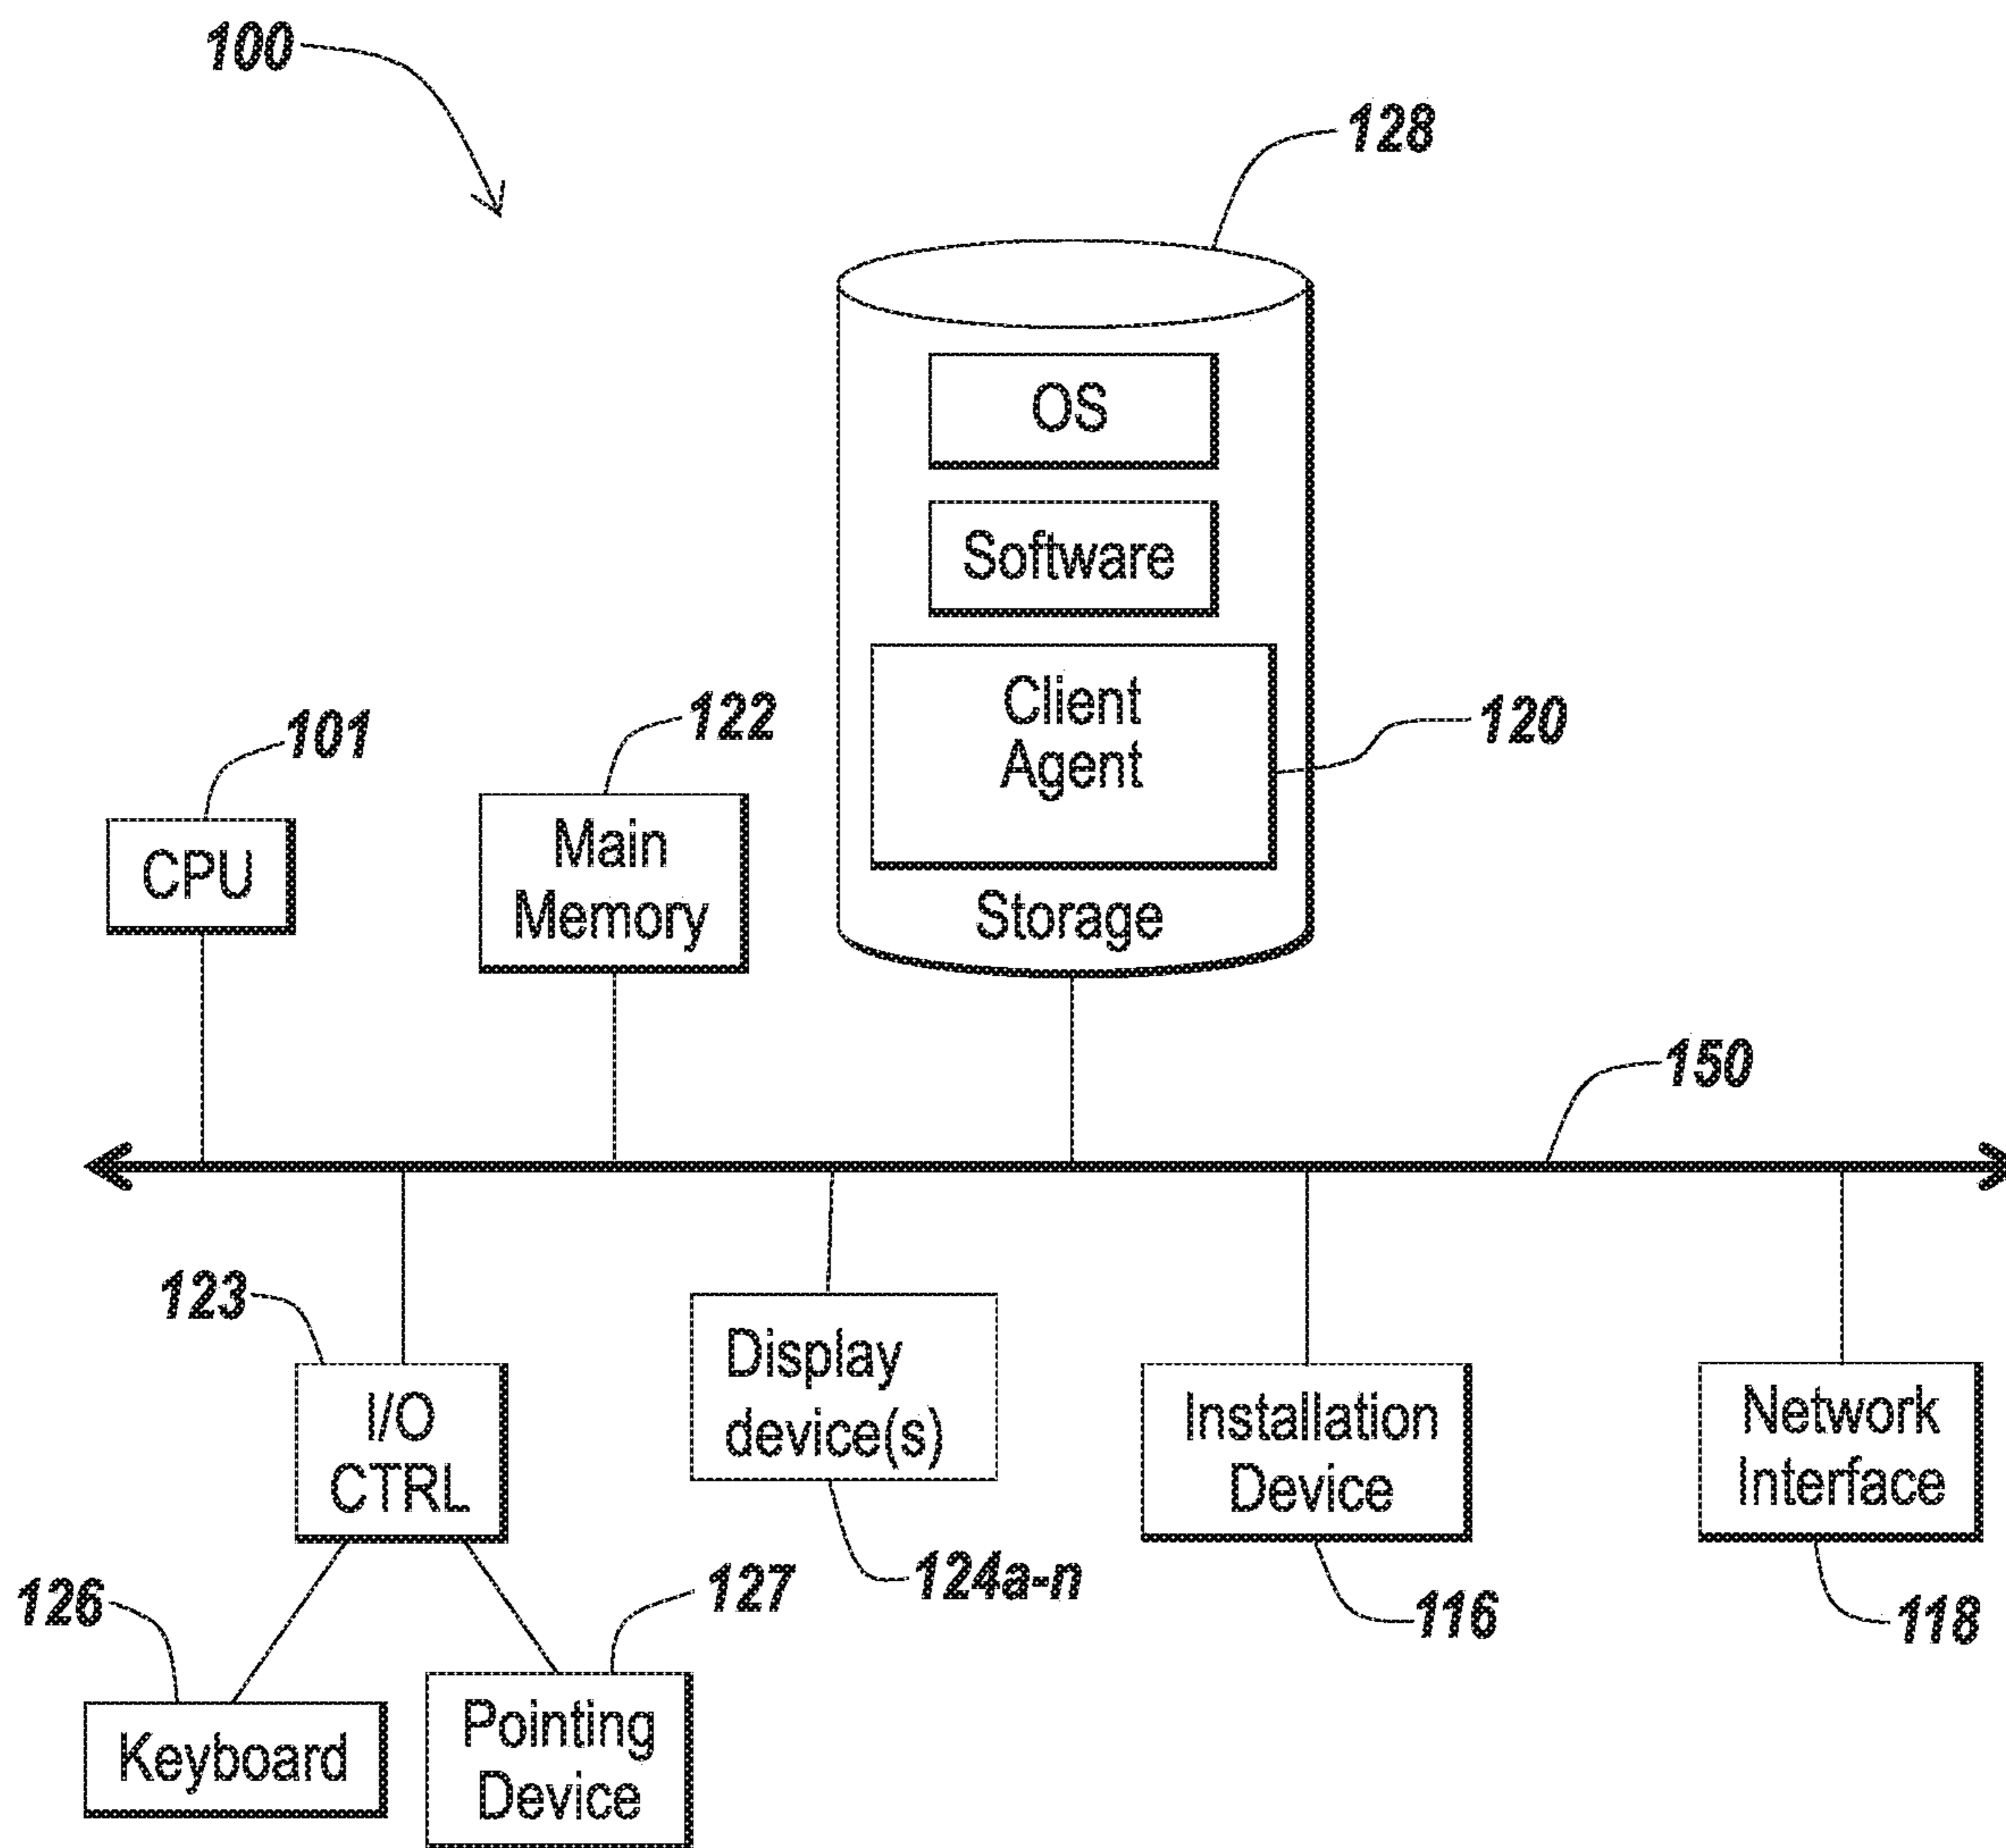 100
128
OS
Software
Client
Agent
120
Storage
101
CPU
122
Main
Memory
150
123
I/O
CTRL
Display
device(s)
124a-n
Installation
Device
116
Network
Interface
118
126
Keyboard
127
Pointing
Device